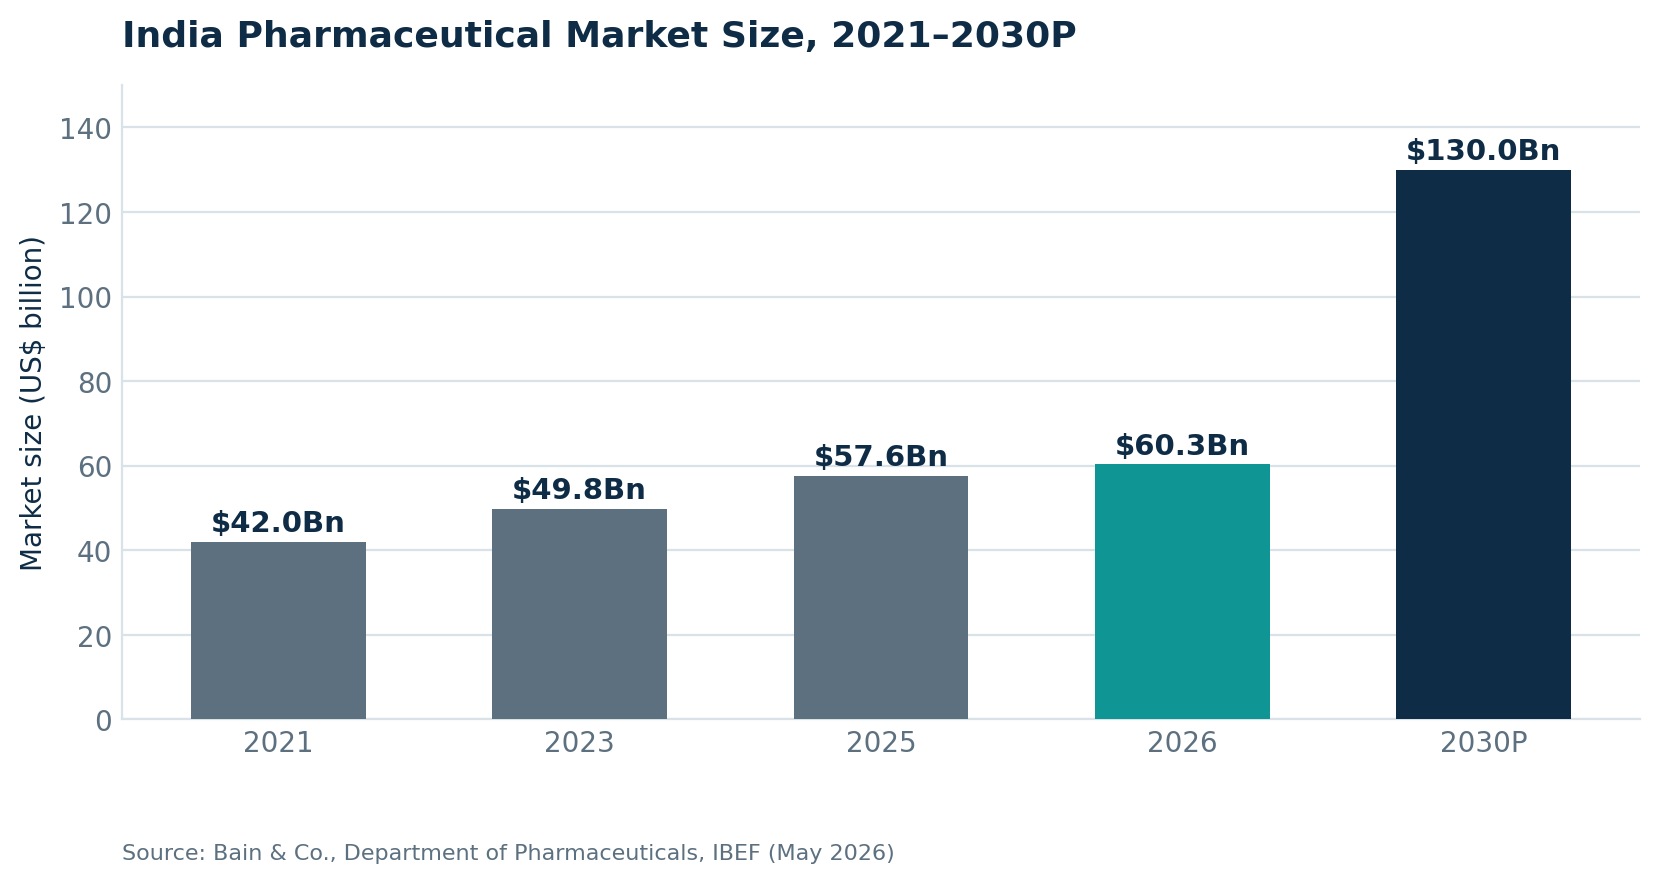 India Pharmaceutical Market Size, 2021–2030P
Market size (US$ billion)
140
120
100
80
60
40
20
0
$42.0Bn
$49.8Bn
$57.6Bn
$60.3Bn
$130.0Bn
2021
2023
2025
2026
2030P
Source: Bain & Co., Department of Pharmaceuticals, IBEF (May 2026)